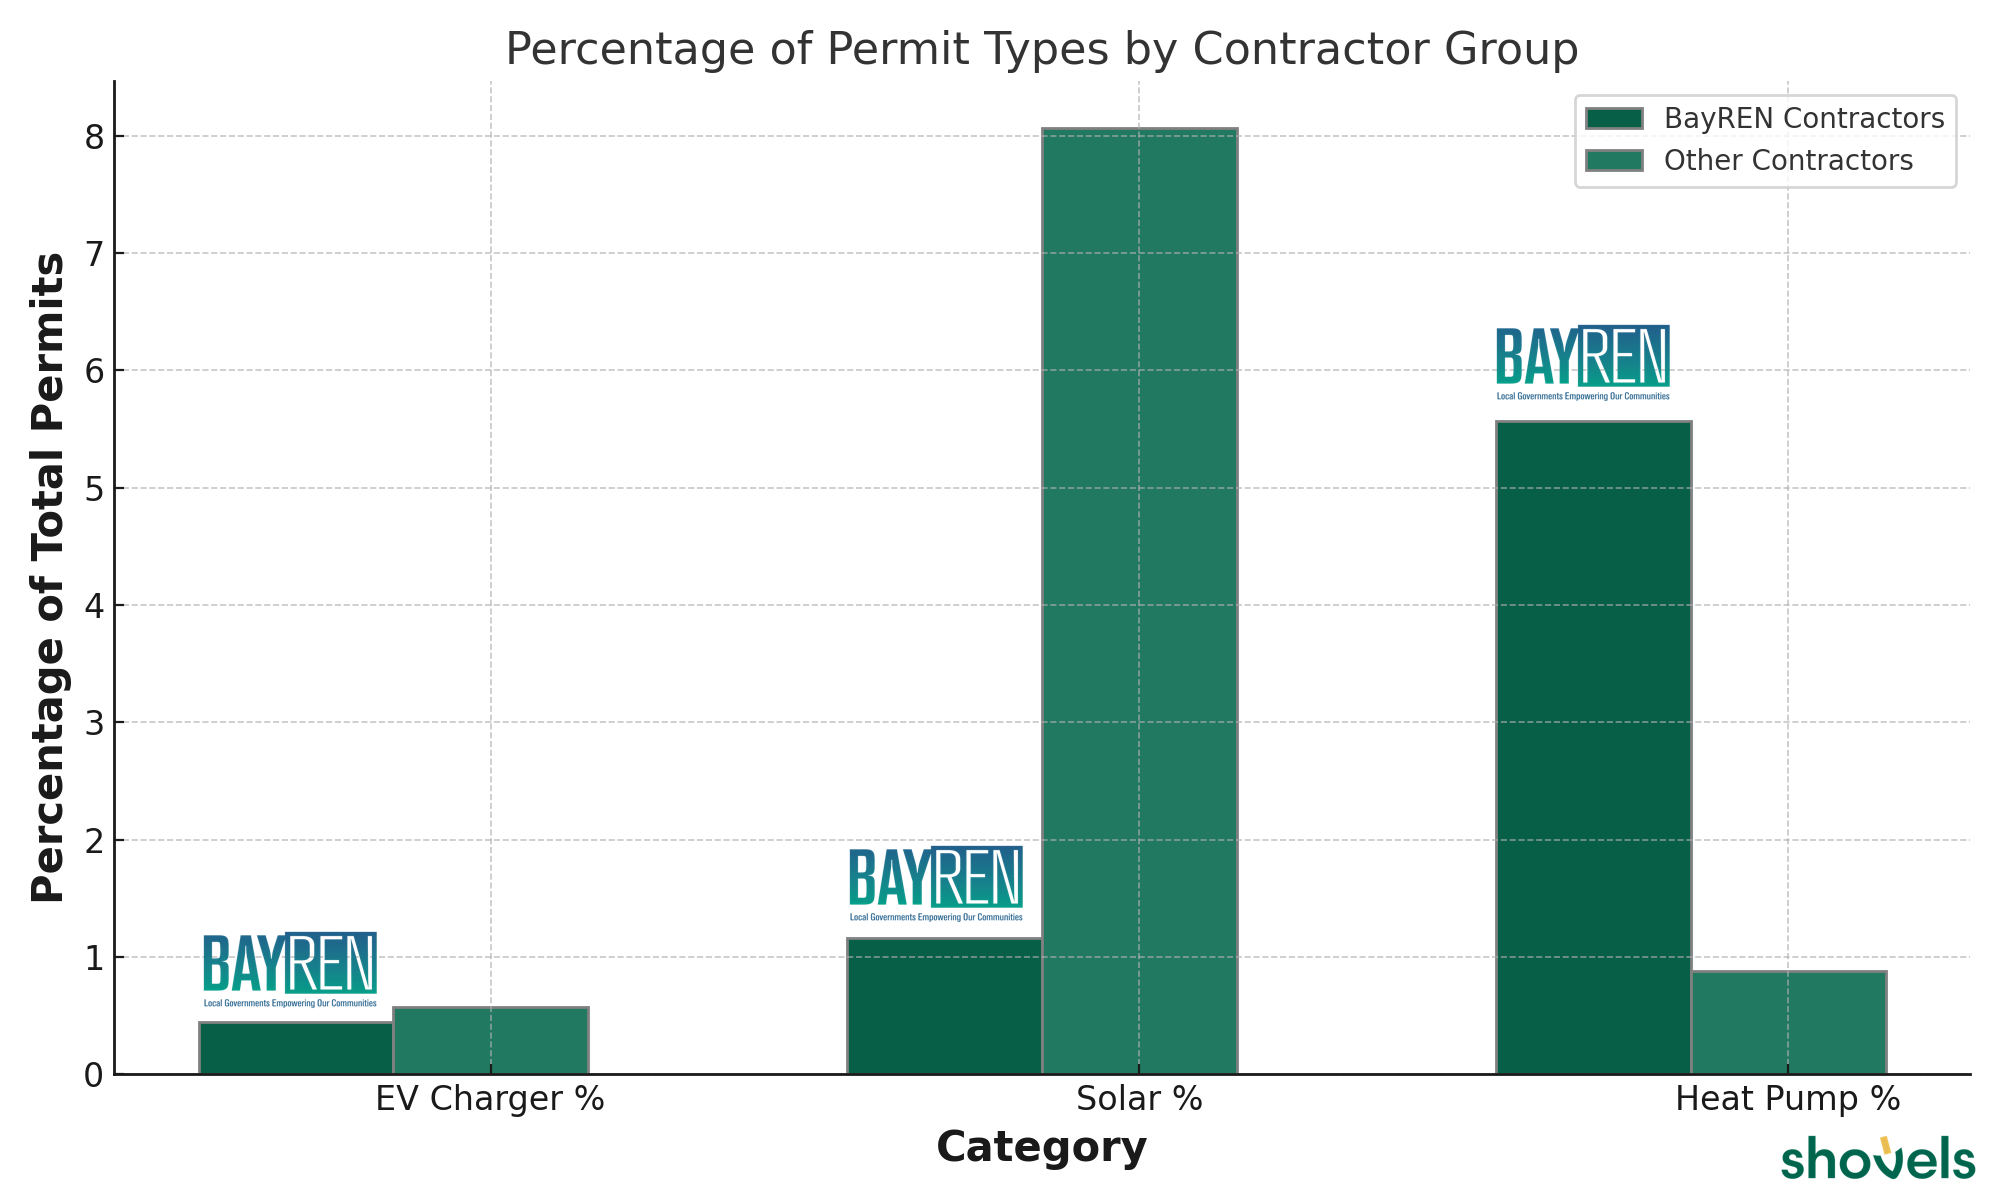 Percentage of Permit Types by Contractor Group
BayREN Contractors
Other Contractors
Percentage of Total Permits
8
7
6
5
4
3
2
1
0
BAYREN
Local Governments Empowering Our Communities
BAYREN
Local Governments Empowering Our Communities
BAYREN
Local Governments Empowering Our Communities
EV Charger %
Solar %
Heat Pump %
Category
shovels